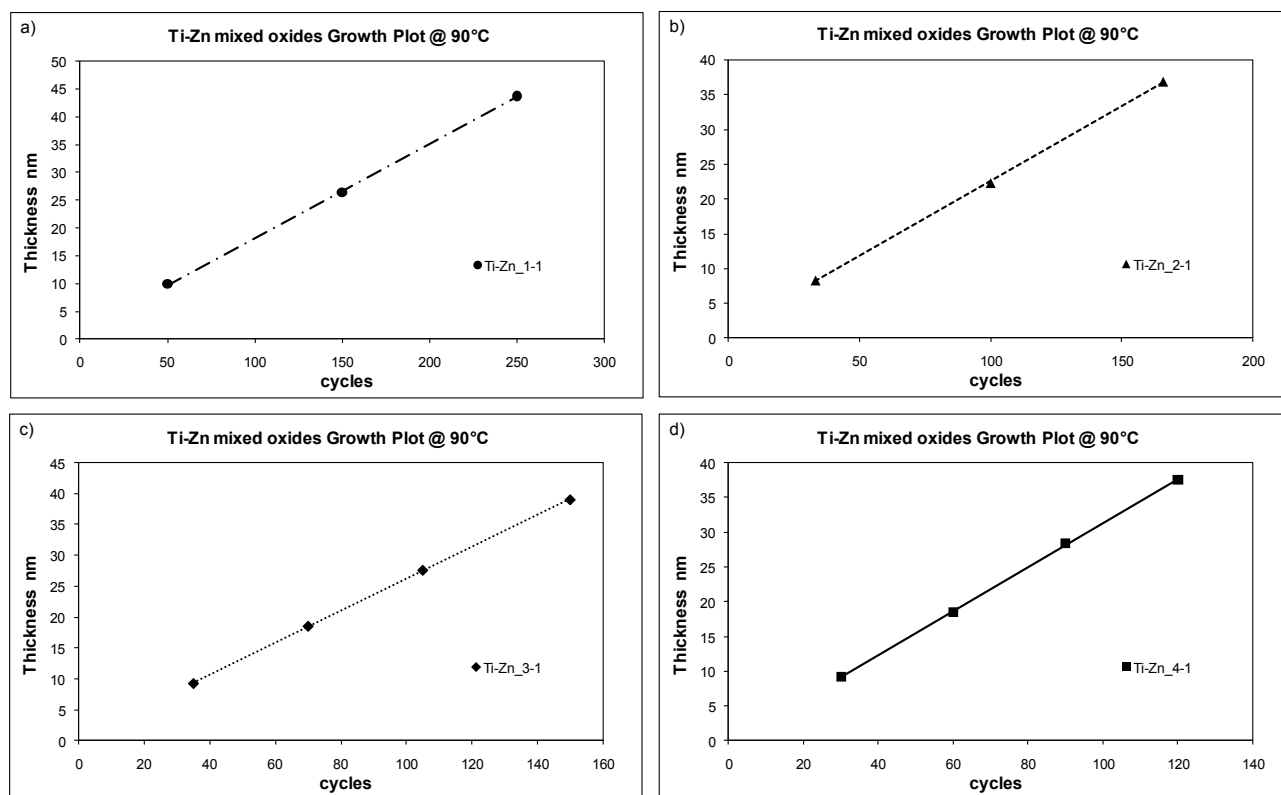 a)
Ti-Zn mixed oxides Growth Plot @ 90°C
50
45
40
35
30
25
20
15
10
5
0
Thickness nm
Ti-Zn_1-1
0 50 100 150 200 250 300
cycles
b)
Ti-Zn mixed oxides Growth Plot @ 90°C
40
35
30
25
20
15
10
5
0
Thickness nm
Ti-Zn_2-1
0 50 100 150 200
cycles
c)
Ti-Zn mixed oxides Growth Plot @ 90°C
45
40
35
30
25
20
15
10
5
0
Thickness nm
Ti-Zn_3-1
0 20 40 60 80 100 120 140 160
cycles
d)
Ti-Zn mixed oxides Growth Plot @ 90°C
40
35
30
25
20
15
10
5
0
Thickness nm
Ti-Zn_4-1
0 20 40 60 80 100 120 140
cycles